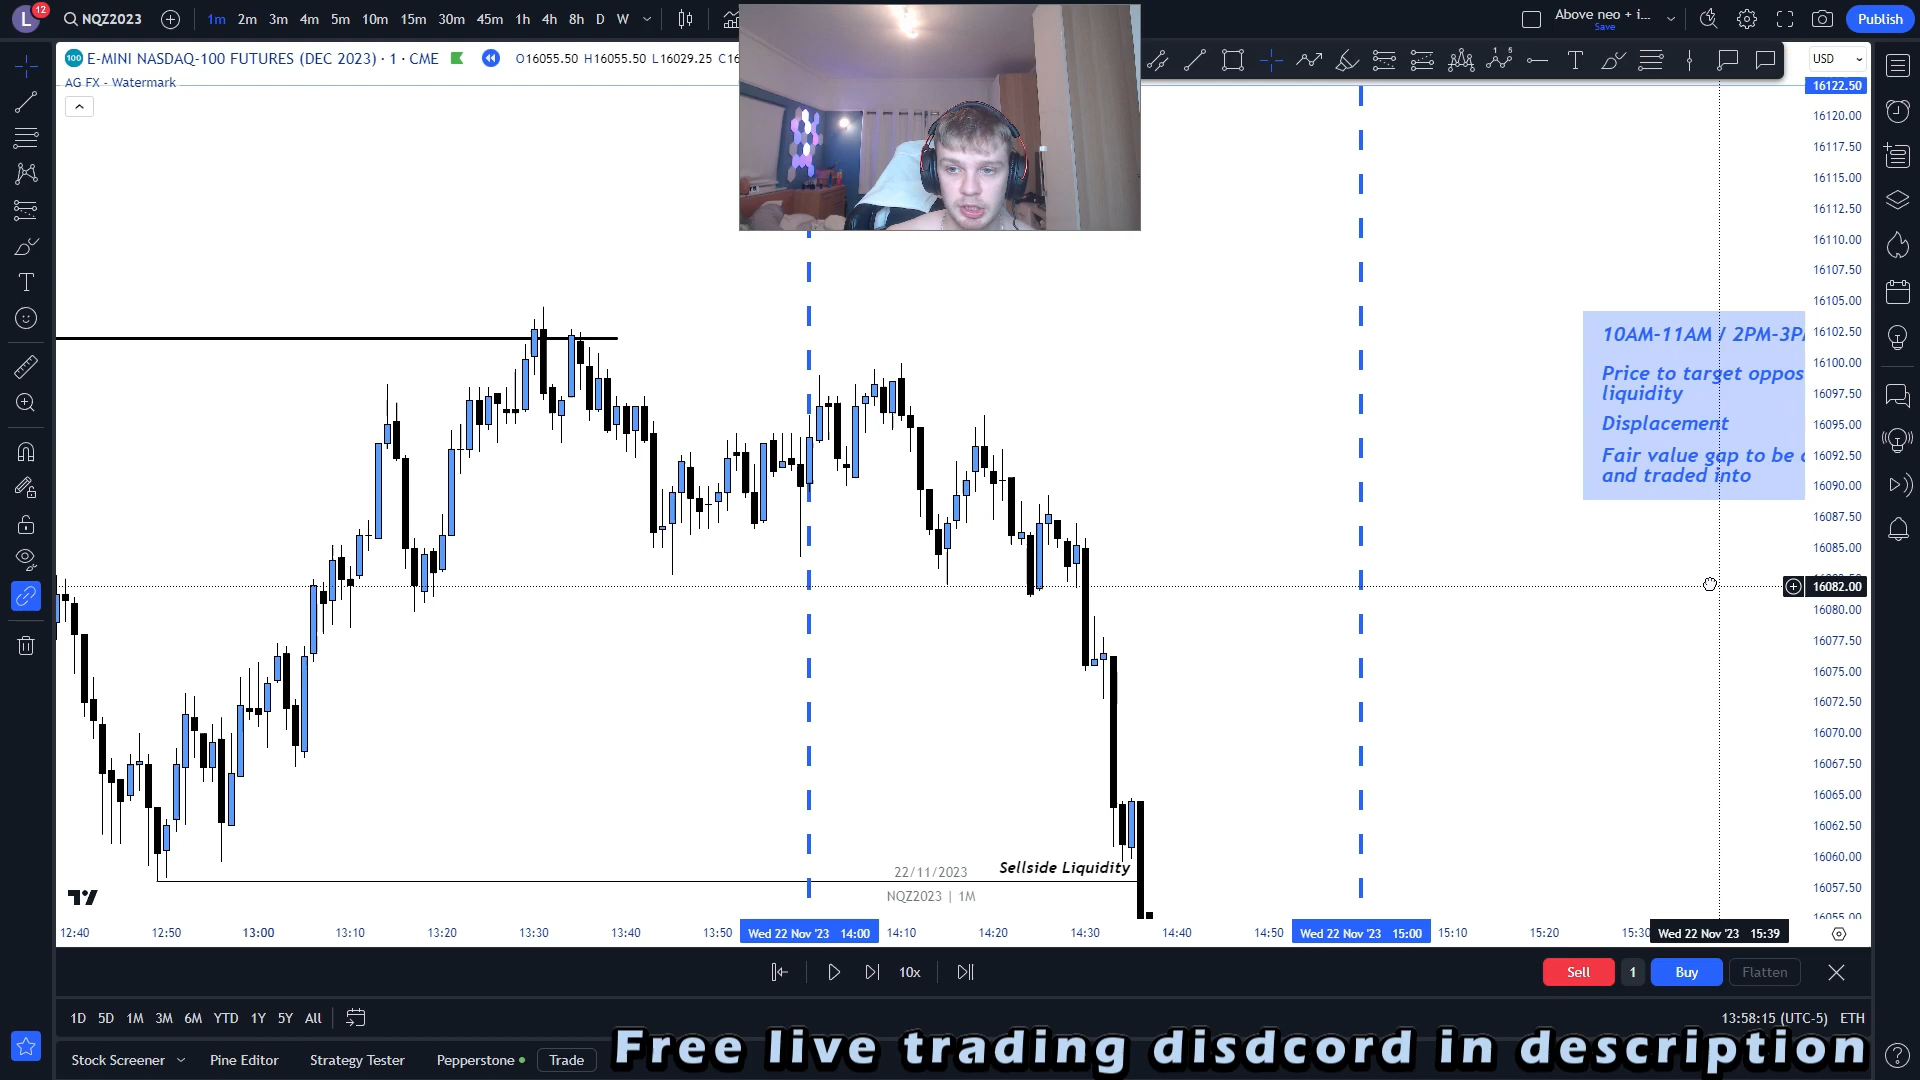 L 12 NQZ2023 1m 2m 3m 4m 5m 10m 15m 30m 45m 1h 4h 8h D W Above neo + i... Save Publish
100 E-MINI NASDAQ-100 FUTURES (DEC 2023) · 1 · CME O16055.50 H16055.50 L16029.25 C16 USD
AG FX - Watermark
16122.50
16120.00
16117.50
16115.00
16112.50
16110.00
16107.50
16105.00
16102.50
16100.00
16097.50
16095.00
16092.50
16090.00
16087.50
16085.00
16082.00
16080.00
16077.50
16075.00
16072.50
16070.00
16067.50
16065.00
16062.50
16060.00
16057.50
16055.00
10AM-11AM / 2PM-3P
Price to target oppos
liquidity
Displacement
Fair value gap to be
and traded into
22/11/2023 Sellside Liquidity
NQZ2023 | 1M
12:40 12:50 13:00 13:10 13:20 13:30 13:40 13:50 Wed 22 Nov '23 14:00 14:10 14:20 14:30 14:40 14:50 Wed 22 Nov '23 15:00 15:10 15:20 15:30 Wed 22 Nov '23 15:39
10x Sell 1 Buy Flatten
1D 5D 1M 3M 6M YTD 1Y 5Y All 13:58:15 (UTC-5) ETH
Stock Screener Pine Editor Strategy Tester Pepperstone Trade
Free live trading disdcord in description